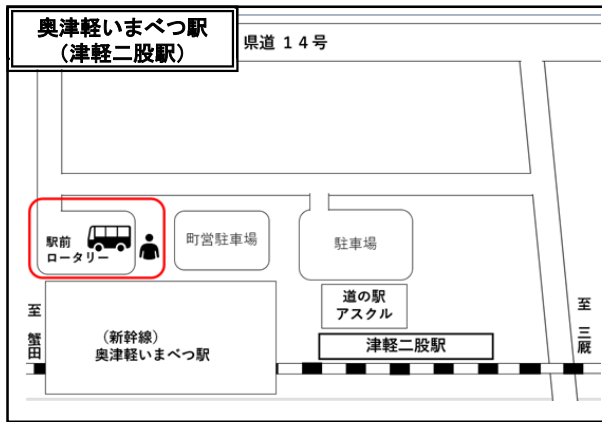 奥津軽いまべつ駅
（津軽二股駅）
県道 １４号
駅前
ロータリー
町営駐車場
駐車場
道の駅
アスクル
至 蟹田
（新幹線）
奥津軽いまべつ駅
津軽二股駅
至 三厩